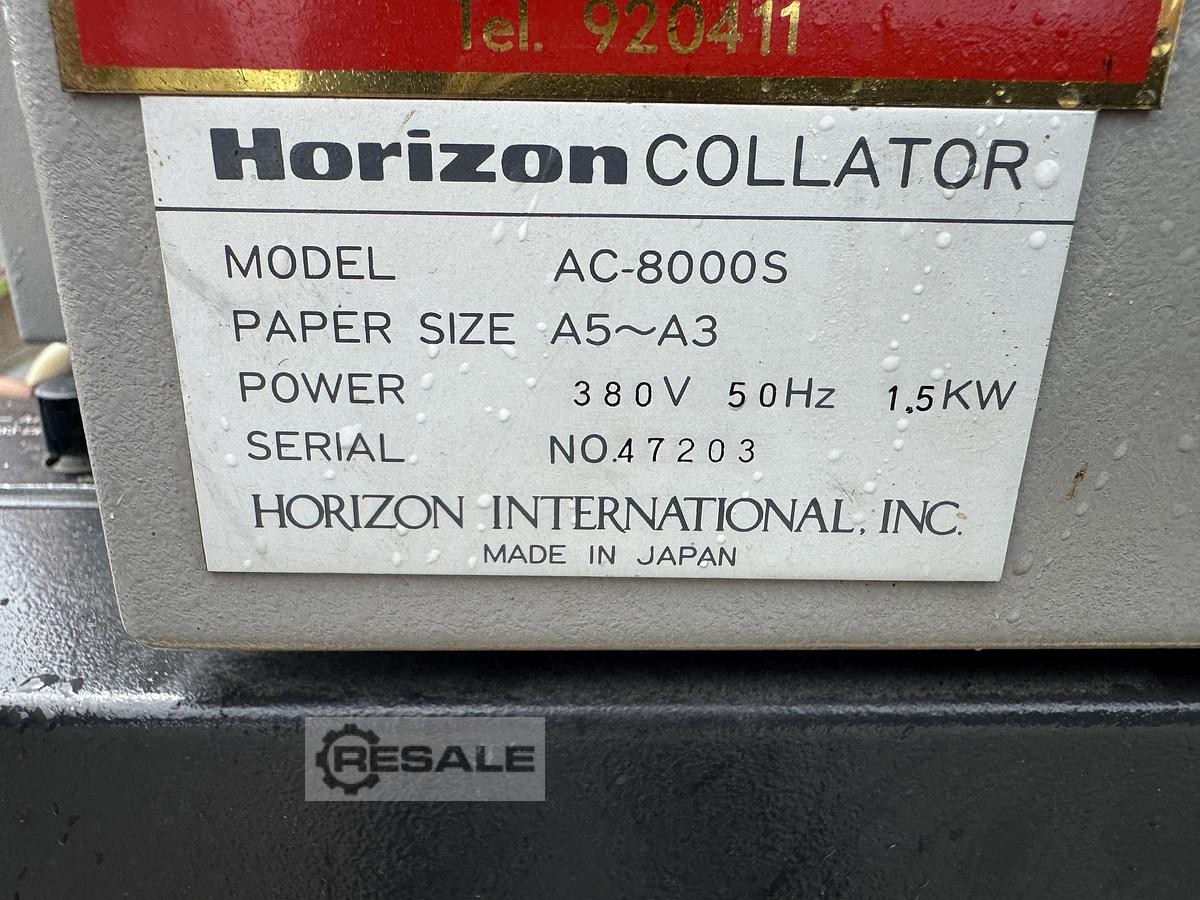 Tel. 920411
Horizon COLLATOR
MODEL AC-8000S
PAPER SIZE A5～A3
POWER 380V 50Hz 1.5KW
SERIAL NO.47203
HORIZON INTERNATIONAL, INC.
MADE IN JAPAN
RESALE